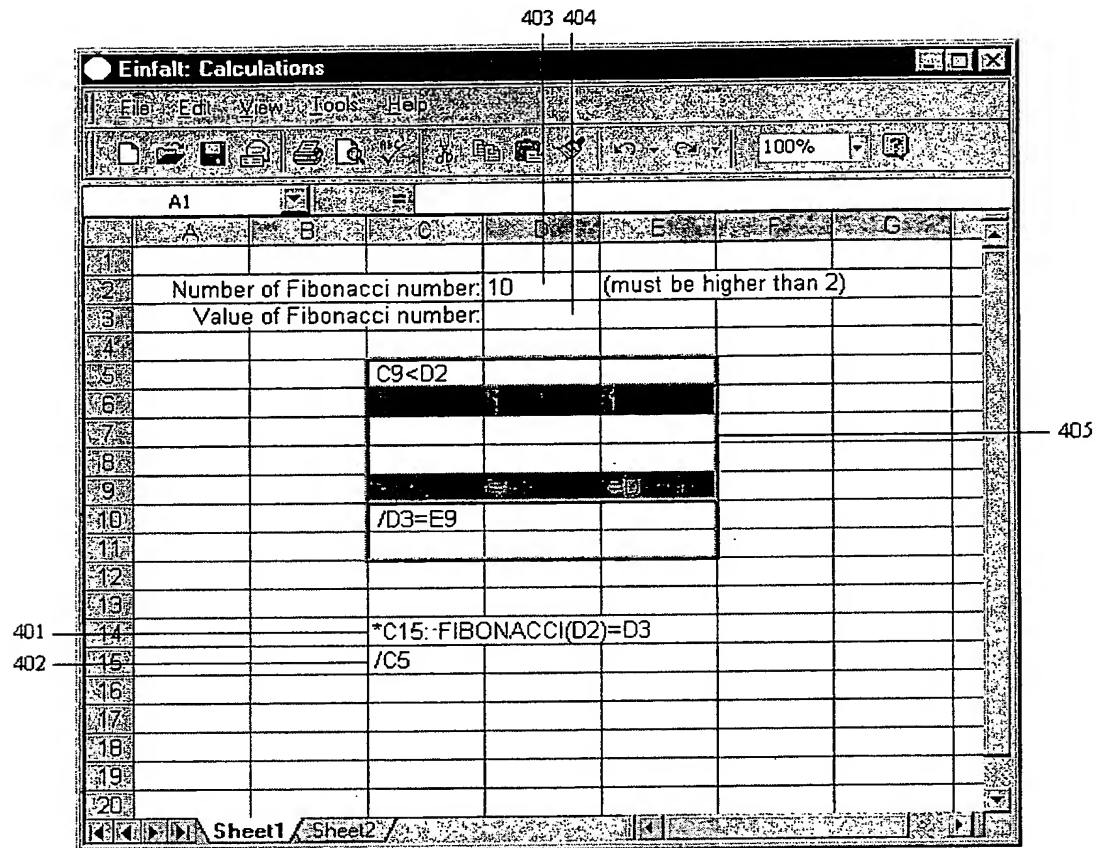 403 404
Einfalt: Calculations
File Edit View Tools Help
100%
A1 =
A B C D E F G
1
2 Number of Fibonacci number: 10 (must be higher than 2)
3 Value of Fibonacci number:
4
5 C9<D2
6
7
405
8
9
10 /D3=E9
11
12
13
401 14 *C15: FIBONACCI(D2)=D3
402 15 /C5
16
17
18
19
20
Sheet1 Sheet2